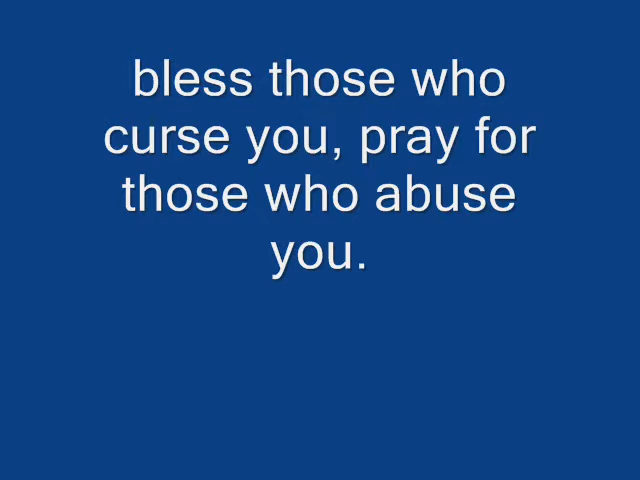 bless those who
curse you, pray for
those who abuse
you.